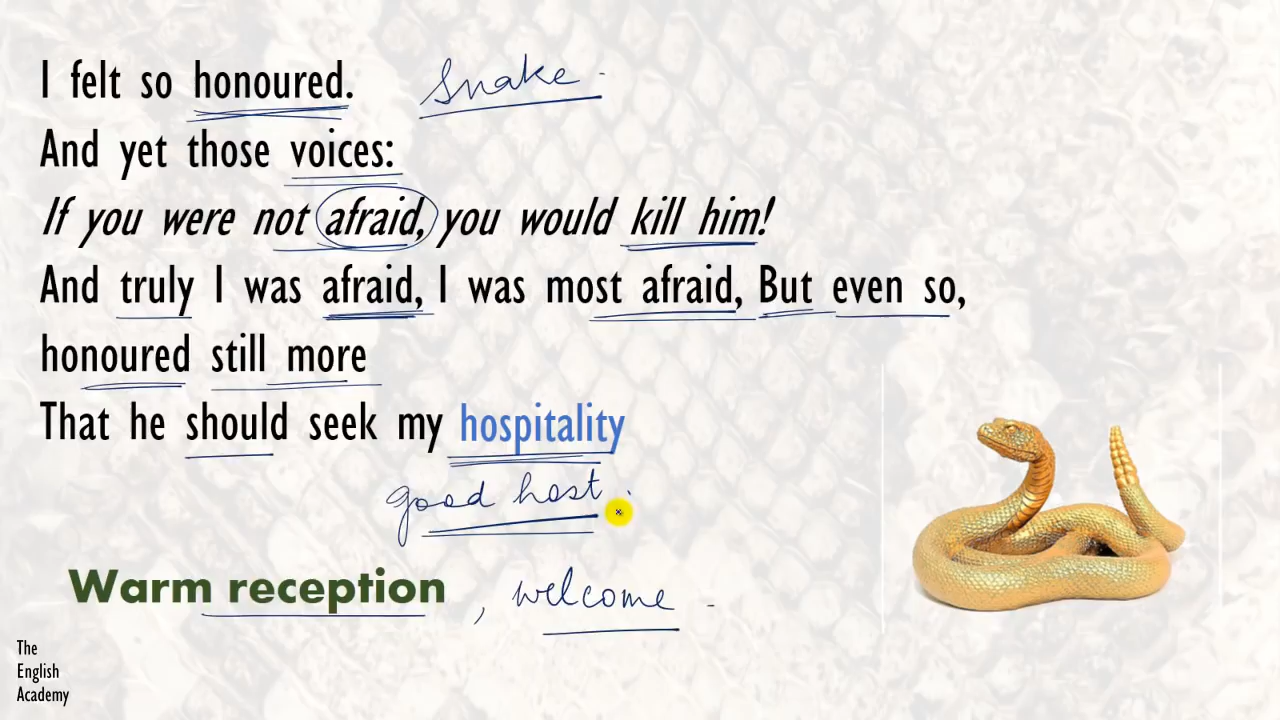 I felt so honoured. Snake.
And yet those voices:
If you were not afraid, you would kill him!
And truly I was afraid, I was most afraid, But even so,
honoured still more
That he should seek my hospitality
good host.
Warm reception , welcome -
The
English
Academy